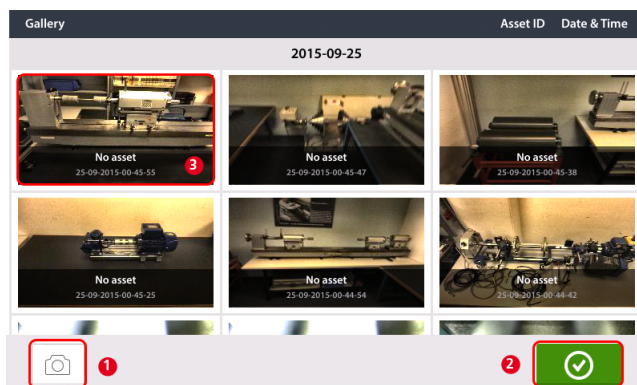 Gallery Asset ID Date & Time
2015-09-25
No asset
25-09-2015-00-45-55
3
No asset
25-09-2015-00-45-47
No asset
25-09-2015-00-45-38
No asset
25-09-2015-00-45-25
No asset
25-09-2015-00-44-54
No asset
25-09-2015-00-44-42
1
2